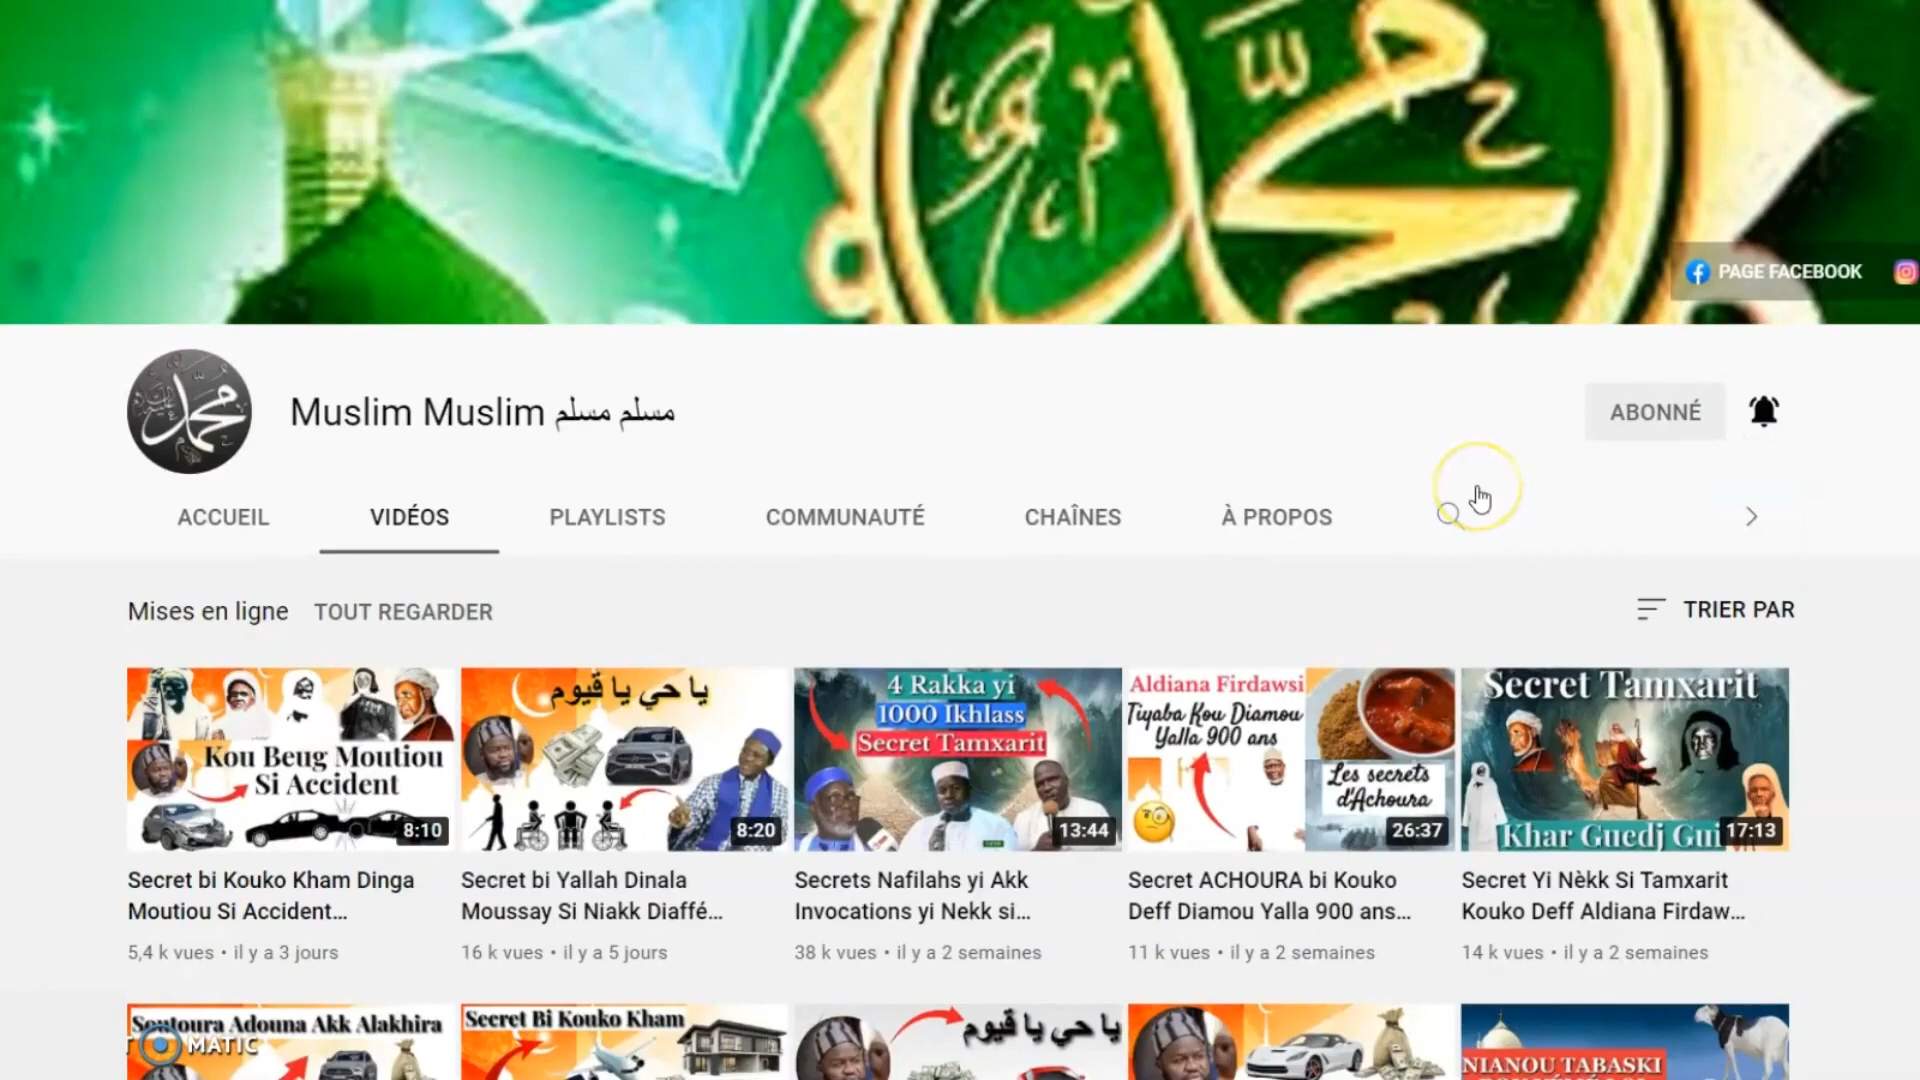 محمد
PAGE FACEBOOK
Muslim Muslim مسلم مسلم
ABONNÉ
ACCUEIL
VIDÉOS
PLAYLISTS
COMMUNAUTÉ
CHAÎNES
À PROPOS
Mises en ligne
TOUT REGARDER
TRIER PAR
Kou Beug Moutiou
Si Accident
8:10
يا حي يا قيوم
8:20
4 Rakka yi
1000 Ikhlass
Secret Tamxarit
13:44
Aldiana Firdawsi
Tiyaba Kou Diamou
Yalla 900 ans
Les secrets
d'Achoura
26:37
Secret Tamxarit
Khar Guedj Gui
17:13
Secret bi Kouko Kham Dinga
Moutiou Si Accident...
5,4 k vues • il y a 3 jours
Secret bi Yallah Dinala
Moussay Si Niakk Diaffé...
16 k vues • il y a 5 jours
Secrets Nafilahs yi Akk
Invocations yi Nekk si...
38 k vues • il y a 2 semaines
Secret ACHOURA bi Kouko
Deff Diamou Yalla 900 ans...
11 k vues • il y a 2 semaines
Secret Yi Nèkk Si Tamxarit
Kouko Deff Aldiana Firdaw...
14 k vues • il y a 2 semaines
Soutoura Adouna Akk Alakhira
MATIC
Secret Bi Kouko Kham
يا حي يا قيوم
NIANOU TABASKI